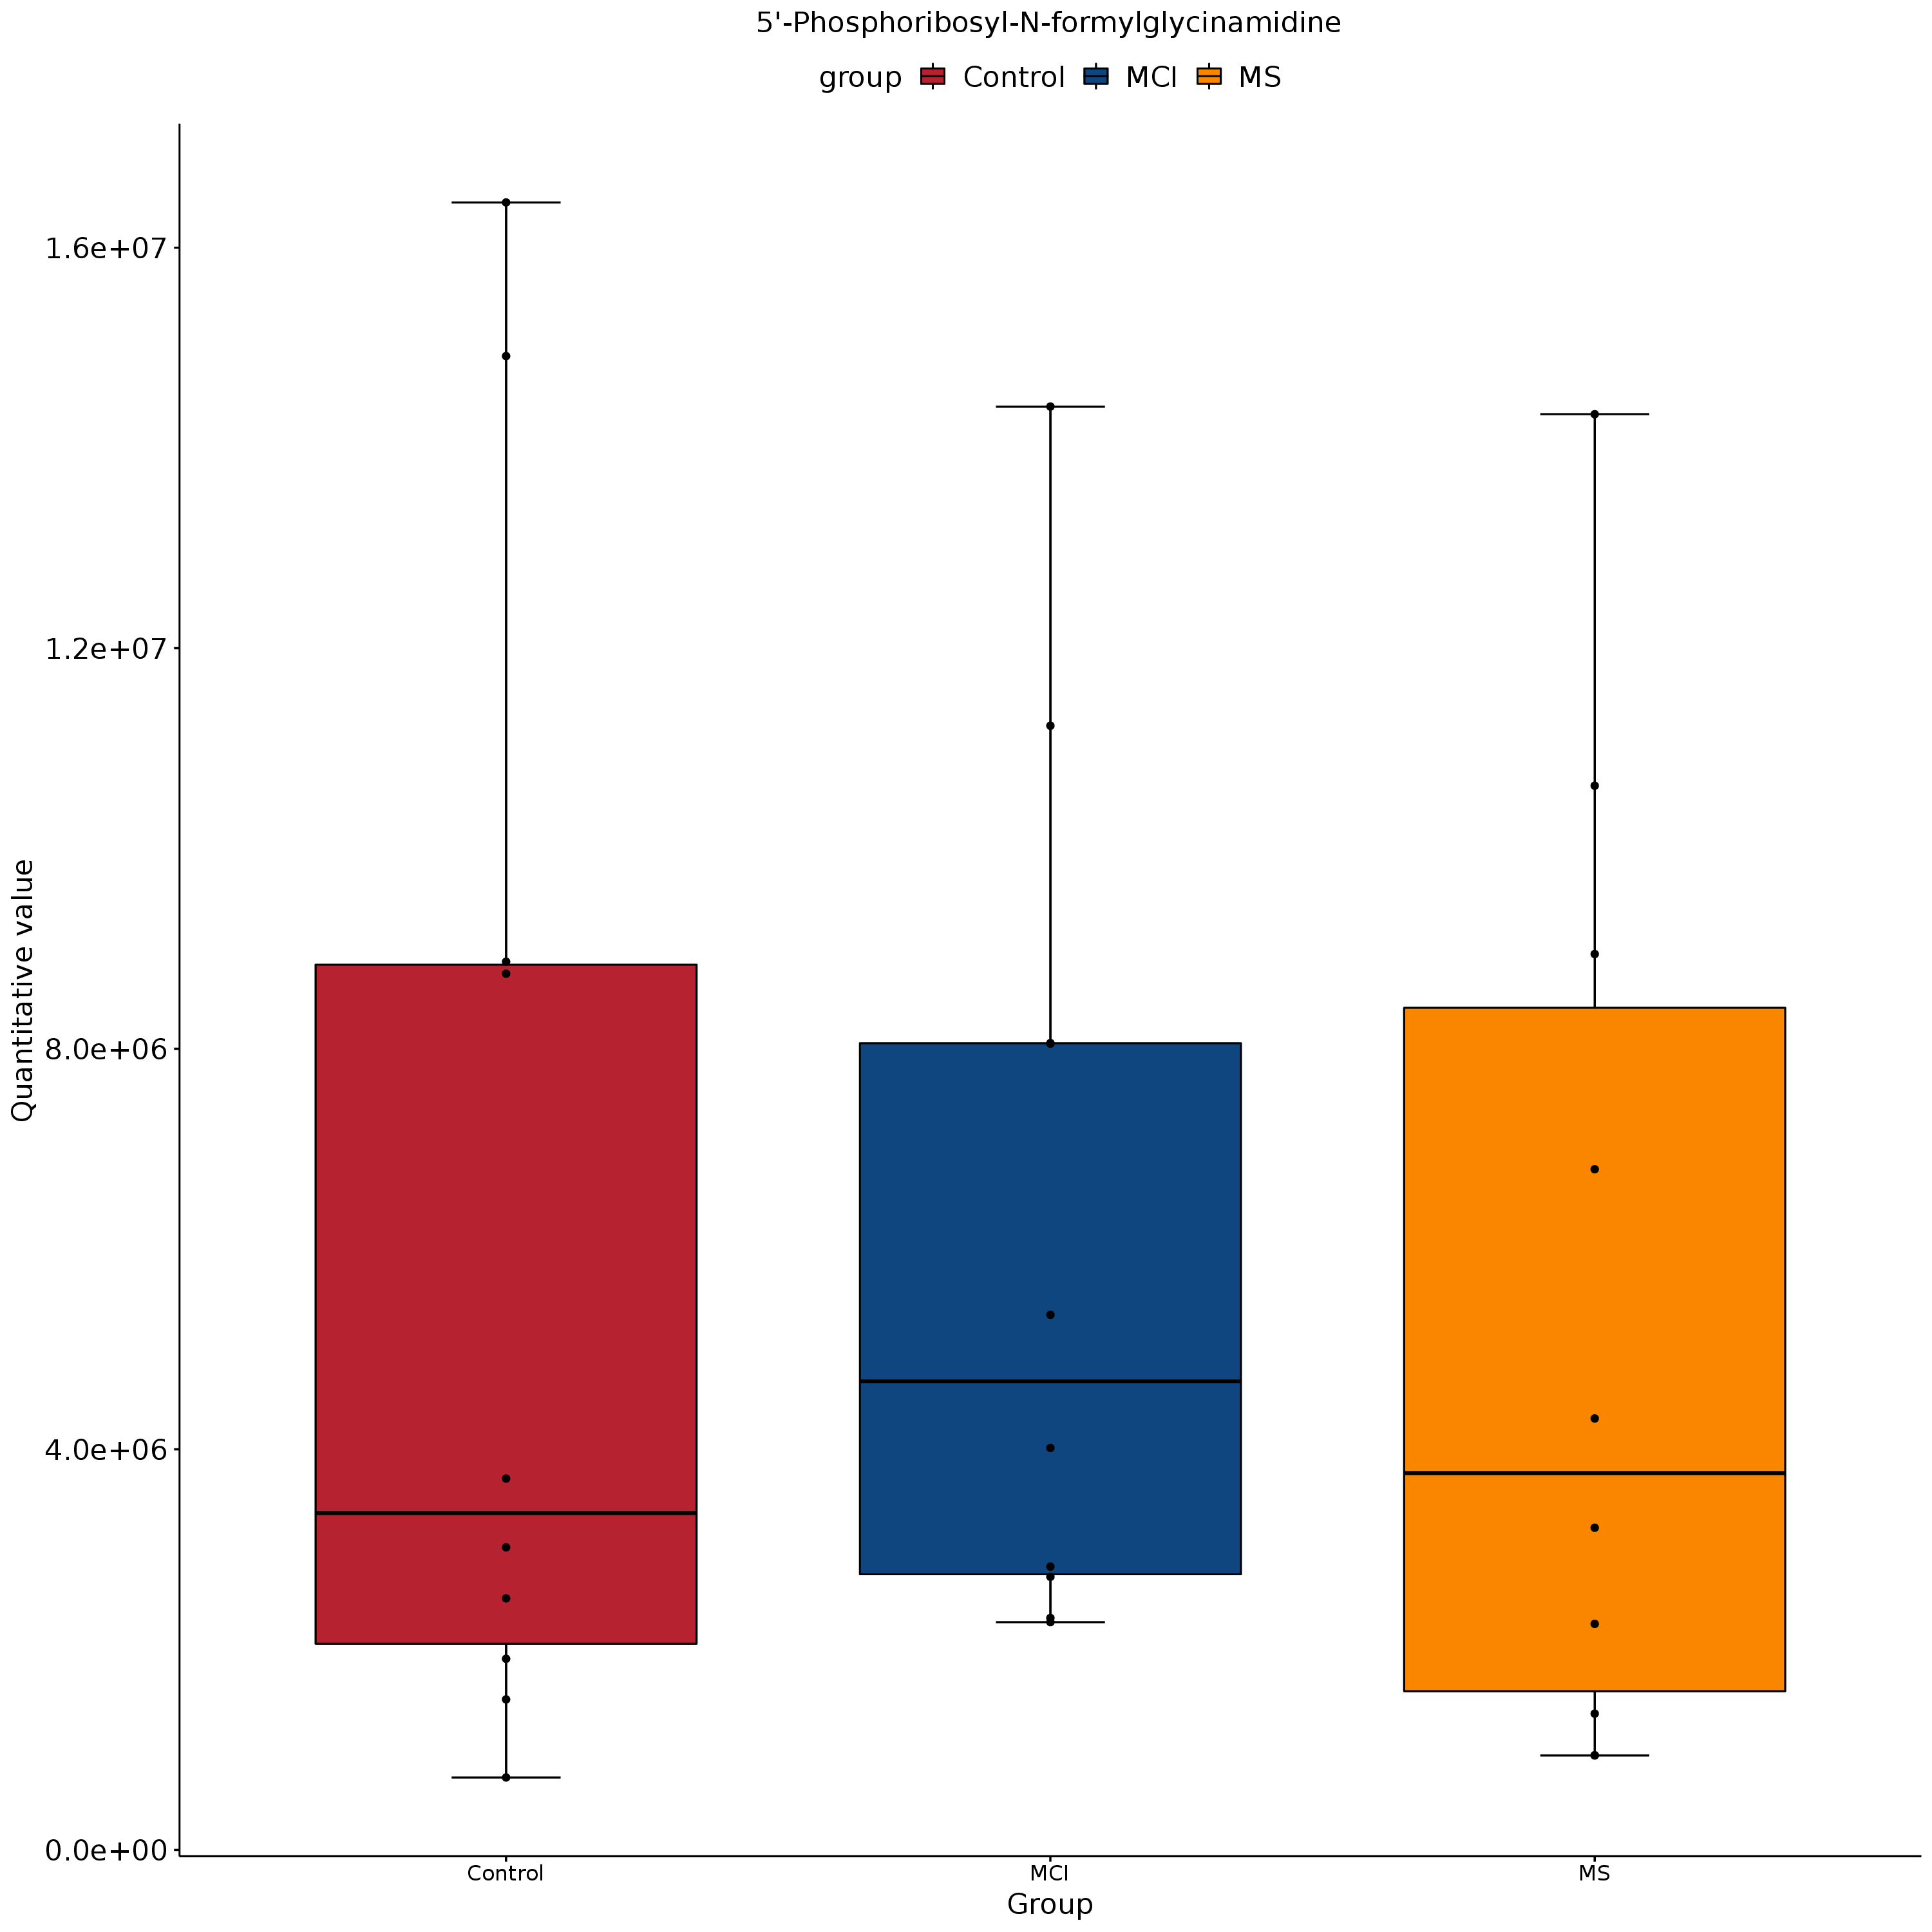 5'-Phosphoribosyl-N-formylglycinamidine
group Control MCI MS
1.6e+07
1.2e+07
8.0e+06
4.0e+06
0.0e+00
Quantitative value
Control MCI MS
Group